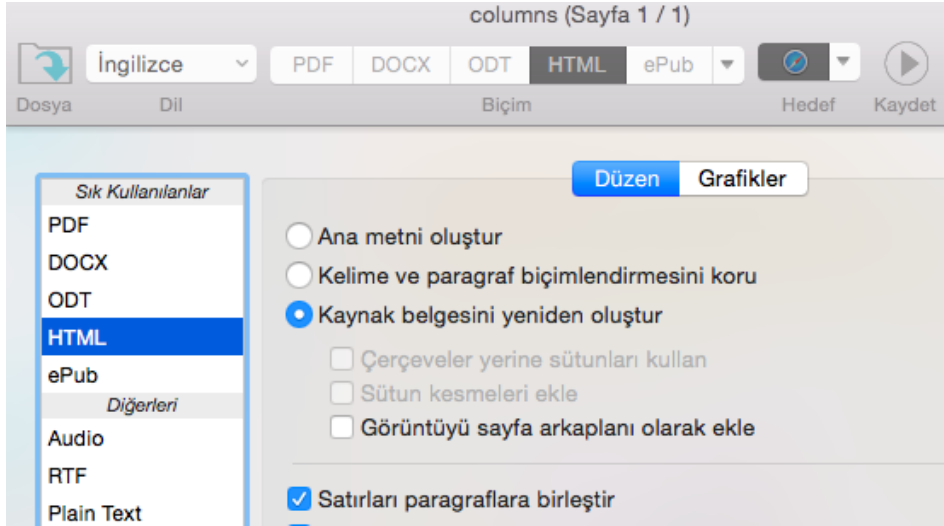 columns (Sayfa 1 / 1)
İngilizce PDF DOCX ODT HTML ePub
Dosya Dil Biçim Hedef Kaydet
Düzen Grafikler
Sık Kullanılanlar
PDF
DOCX
ODT
HTML
ePub
Diğerleri
Audio
RTF
Plain Text
Ana metni oluştur
Kelime ve paragraf biçimlendirmesini koru
Kaynak belgesini yeniden oluştur
Çerçeveler yerine sütunları kullan
Sütun kesmeleri ekle
Görüntüyü sayfa arkaplanı olarak ekle
Satırları paragraflara birleştir